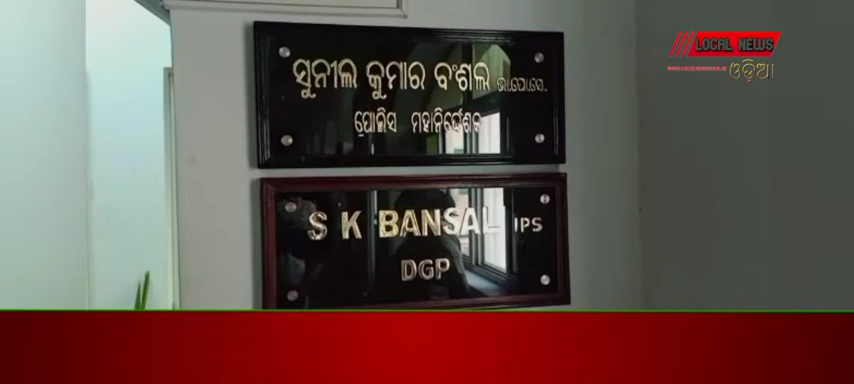 ସୁନୀଲ କୁମାର ବଂଶଲ ଭା.ପୋ.ସେ.
ପୋଲିସ ମହାନିର୍ଦ୍ଦେଶକ
S K BANSAL IPS
DGP
LOCAL NEWS
ଓଡ଼ିଆ